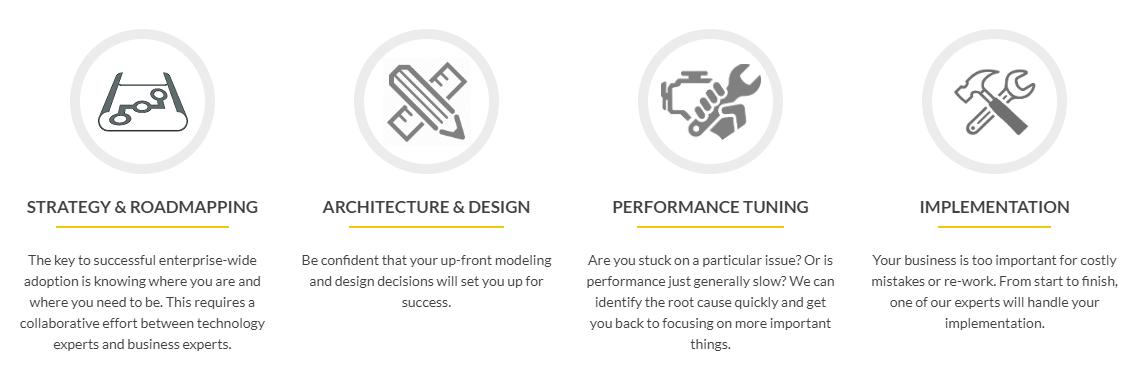 STRATEGY & ROADMAPPING
The key to successful enterprise-wide
adoption is knowing where you are and
where you need to be. This requires a
collaborative effort between technology
experts and business experts.
ARCHITECTURE & DESIGN
Be confident that your up-front modeling
and design decisions will set you up for
success.
PERFORMANCE TUNING
Are you stuck on a particular issue? Or is
performance just generally slow? We can
identify the root cause quickly and get
you back to focusing on more important
things.
IMPLEMENTATION
Your business is too important for costly
mistakes or re-work. From start to finish,
one of our experts will handle your
implementation.